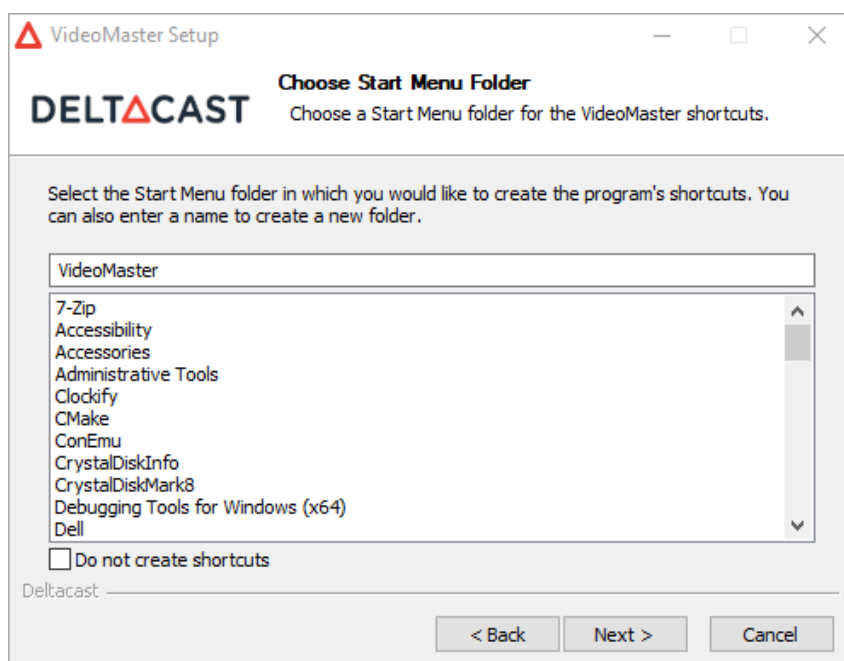 VideoMaster Setup
DELTACAST
Choose Start Menu Folder
Choose a Start Menu folder for the VideoMaster shortcuts.
Select the Start Menu folder in which you would like to create the program's shortcuts. You
can also enter a name to create a new folder.
VideoMaster
7-Zip
Accessibility
Accessories
Administrative Tools
Clockify
CMake
ConEmu
CrystalDiskInfo
CrystalDiskMark8
Debugging Tools for Windows (x64)
Dell
Do not create shortcuts
Deltacast
< Back Next > Cancel